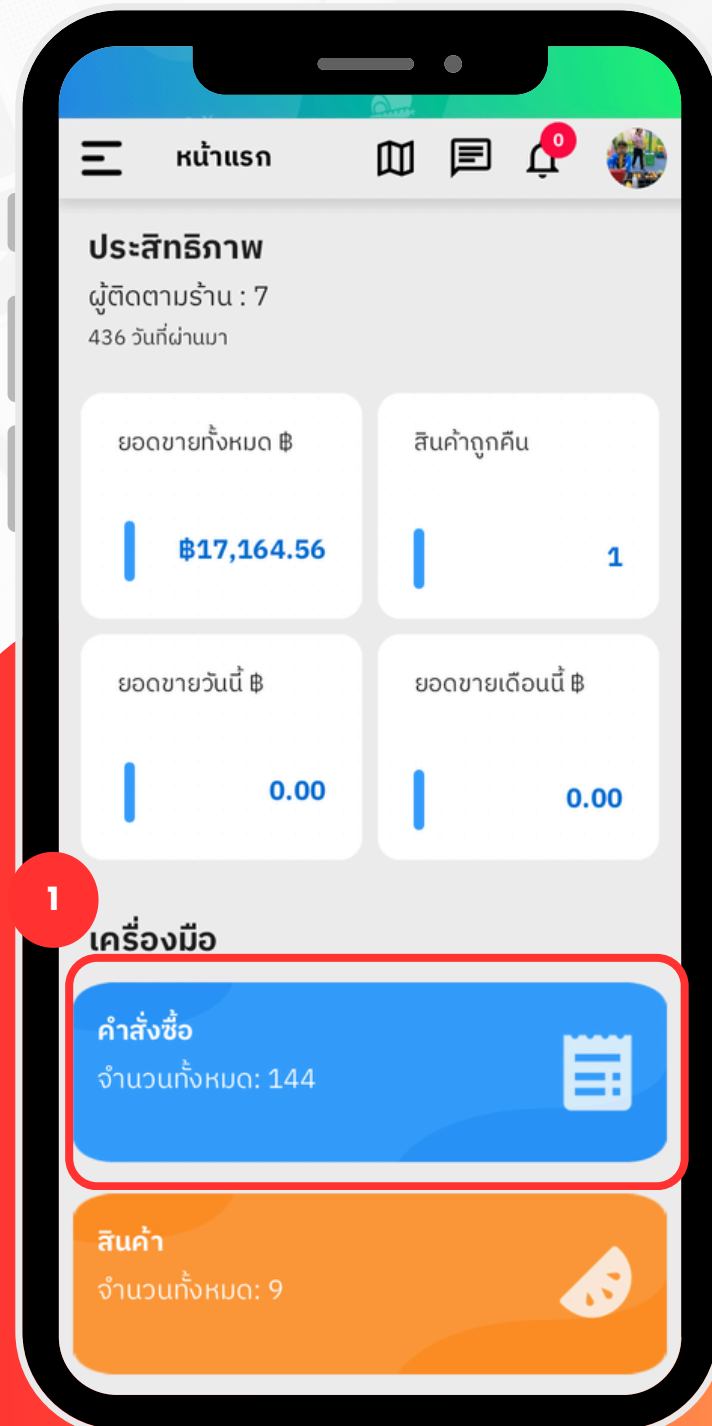 หน้าแรก
0
ประสิทธิภาพ
ผู้ติดตามร้าน : 7
436 วันที่ผ่านมา
ยอดขายทั้งหมด ฿
฿17,164.56
สินค้าถูกคืน
1
ยอดขายวันนี้ ฿
0.00
ยอดขายเดือนนี้ ฿
0.00
1
เครื่องมือ
คำสั่งซื้อ
จำนวนทั้งหมด: 144
สินค้า
จำนวนทั้งหมด: 9